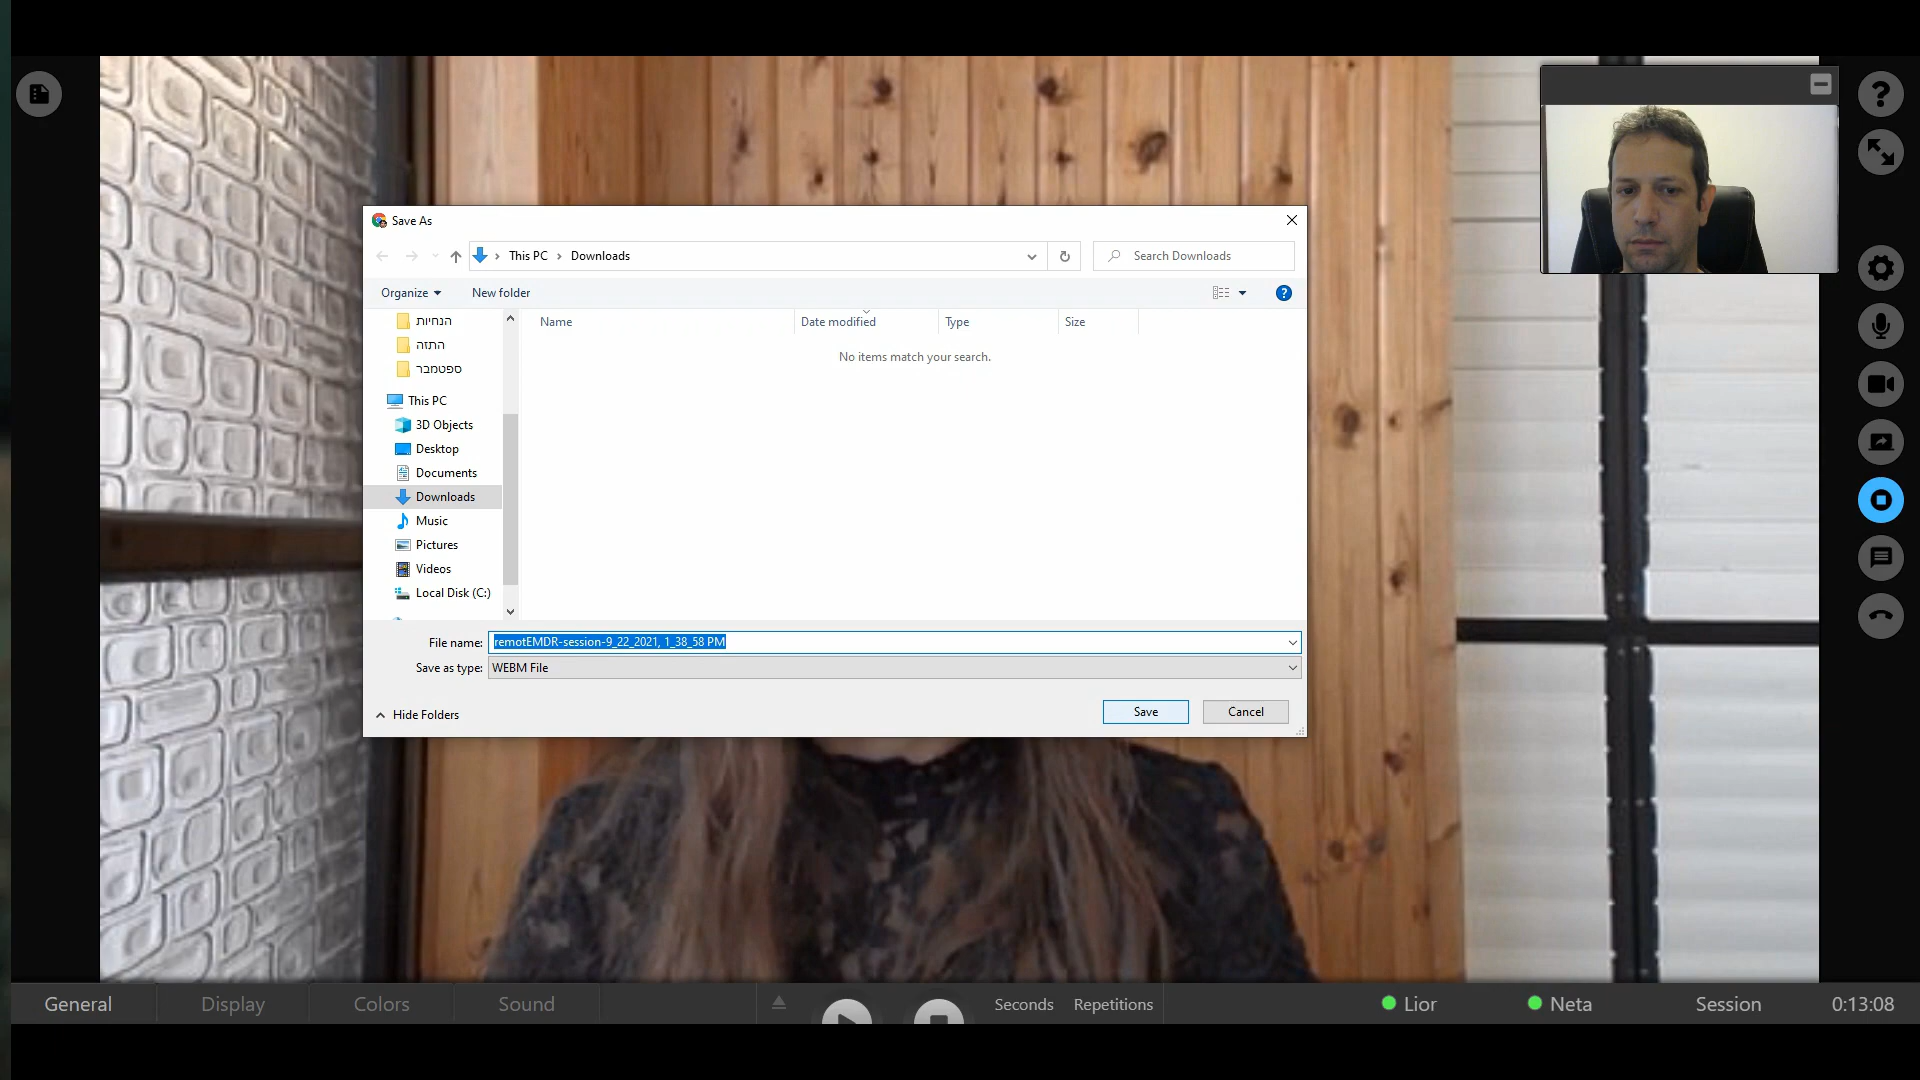 Save As
This PC
Downloads
Search Downloads
Organize
New folder
?
?
הנחיות
התזה
ספטמבר
This PC
3D Objects
Desktop
Documents
Downloads
Music
Pictures
Videos
Local Disk (C:)
Name
Date modified
Type
Size
No items match your search.
File name: remotEMDR-session-9_22_2021, 1_38_58 PM
Save as type: WEBM File
Hide Folders
Save
Cancel
General
Display
Colors
Sound
Seconds
Repetitions
Lior
Neta
Session
0:13:08